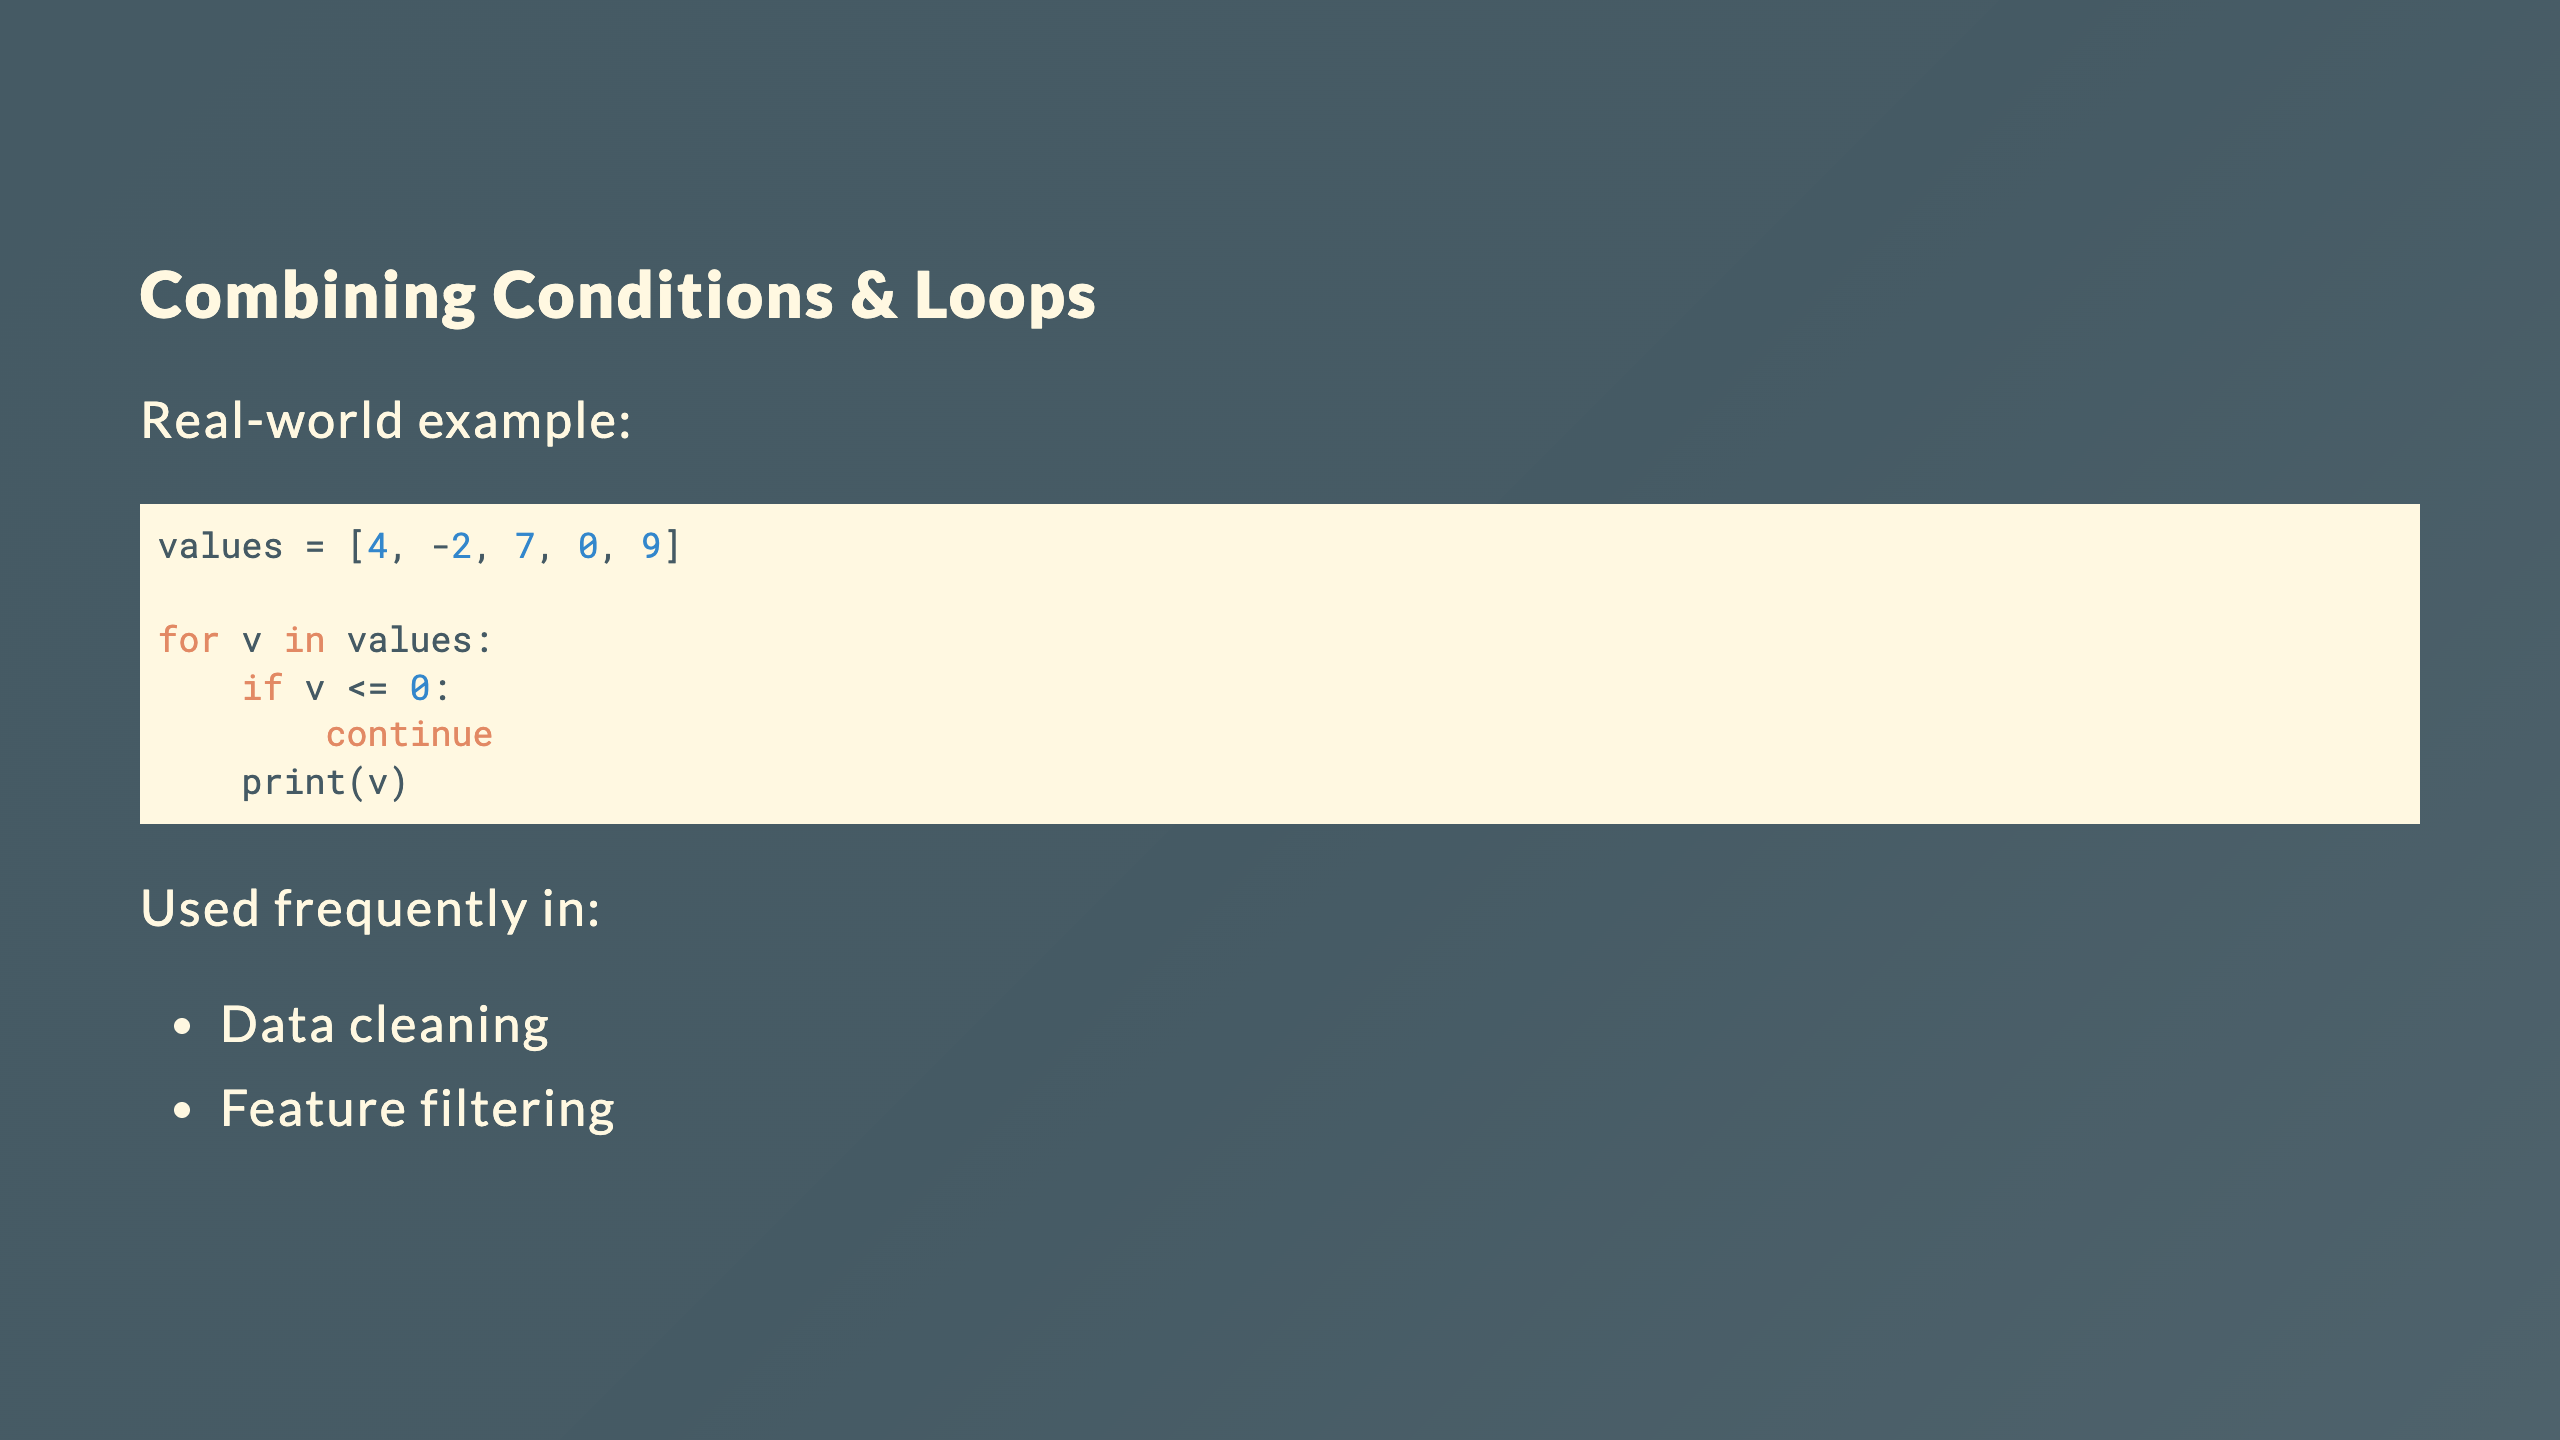 Combining Conditions & Loops
Real-world example:
values = [4, -2, 7, 0, 9]

for v in values:
    if v <= 0:
        continue
    print(v)
Used frequently in:
• Data cleaning
• Feature filtering